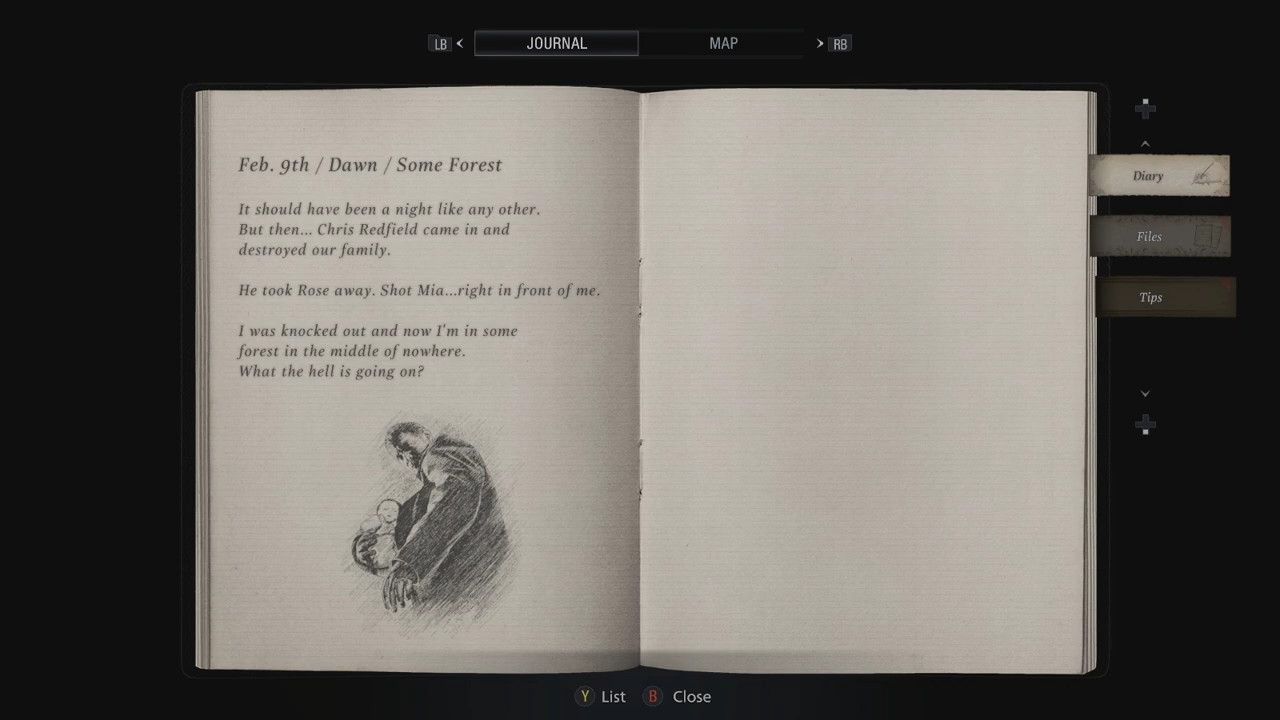 LB
JOURNAL
MAP
RB
Feb. 9th / Dawn / Some Forest
It should have been a night like any other.
But then... Chris Redfield came in and
destroyed our family.
He took Rose away. Shot Mia...right in front of me.
I was knocked out and now I'm in some
forest in the middle of nowhere.
What the hell is going on?
Diary
Files
Tips
Y List B Close